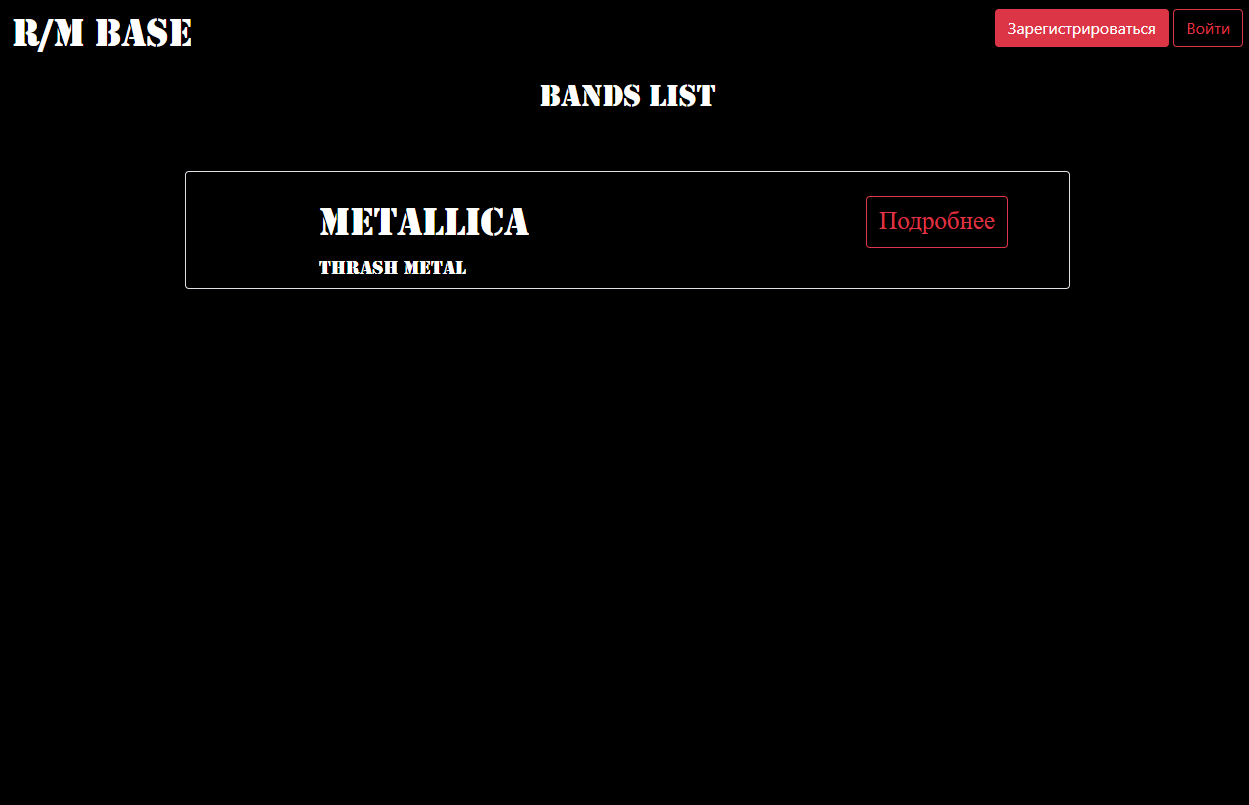 R/M BASE
Зарегистрироваться
Войти
BANDS LIST
METALLICA
Подробнее
THRASH METAL